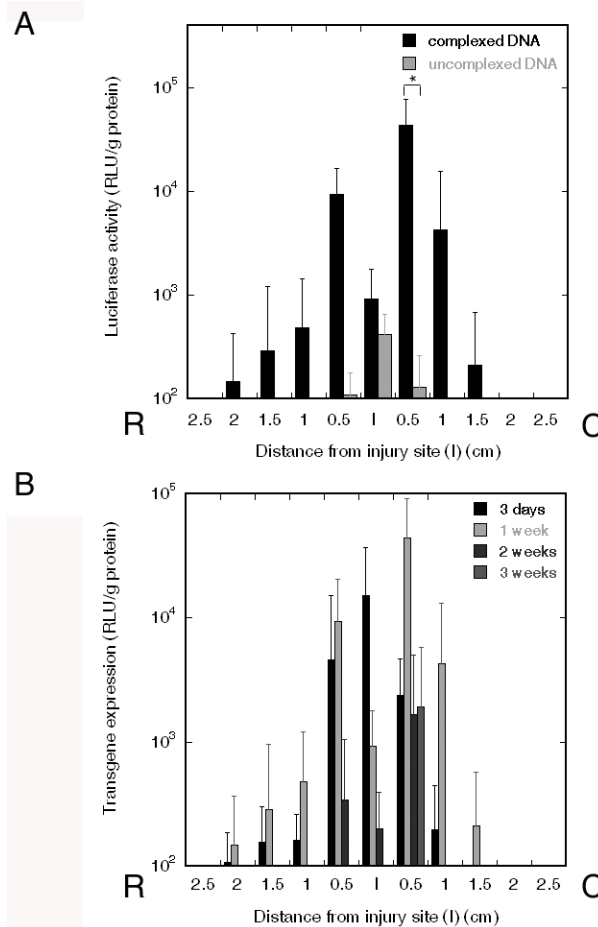 A
complexed DNA
uncomplexed DNA
*
Luciferase activity (RLU/g protein)
10^5
10^4
10^3
10^2
R 2.5 2 1.5 1 0.5 I 0.5 1 1.5 2 2.5 C
Distance from injury site (I) (cm)
B
3 days
1 week
2 weeks
3 weeks
Transgene expression (RLU/g protein)
10^5
10^4
10^3
10^2
R 2.5 2 1.5 1 0.5 I 0.5 1 1.5 2 2.5 C
Distance from injury site (I) (cm)